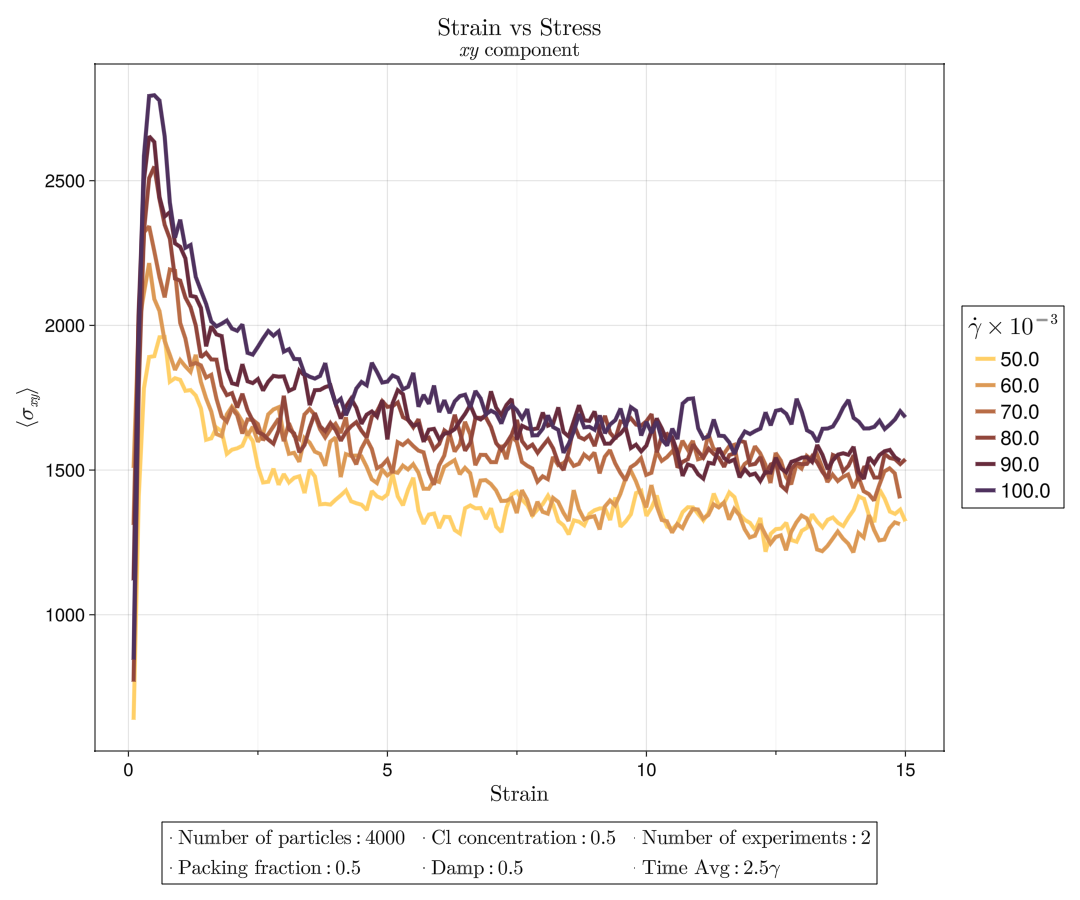 Strain vs Stress
xy component
2500
2000
1500
1000
⟨σxy⟩
0 5 10 15
Strain
γ̇ × 10⁻³
50.0
60.0
70.0
80.0
90.0
100.0
· Number of particles : 4000 · Cl concentration : 0.5 · Number of experiments : 2
· Packing fraction : 0.5 · Damp : 0.5 · Time Avg : 2.5γ